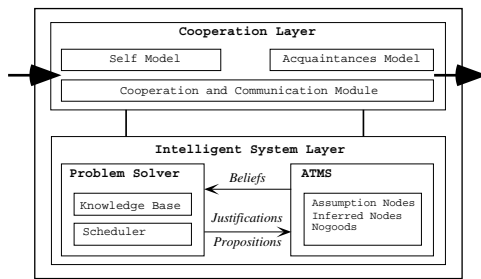 Cooperation Layer
Self Model
Acquaintances Model
Cooperation and Communication Module
Intelligent System Layer
Problem Solver
Knowledge Base
Scheduler
Beliefs
Justifications
Propositions
ATMS
Assumption Nodes
Inferred Nodes
Nogoods